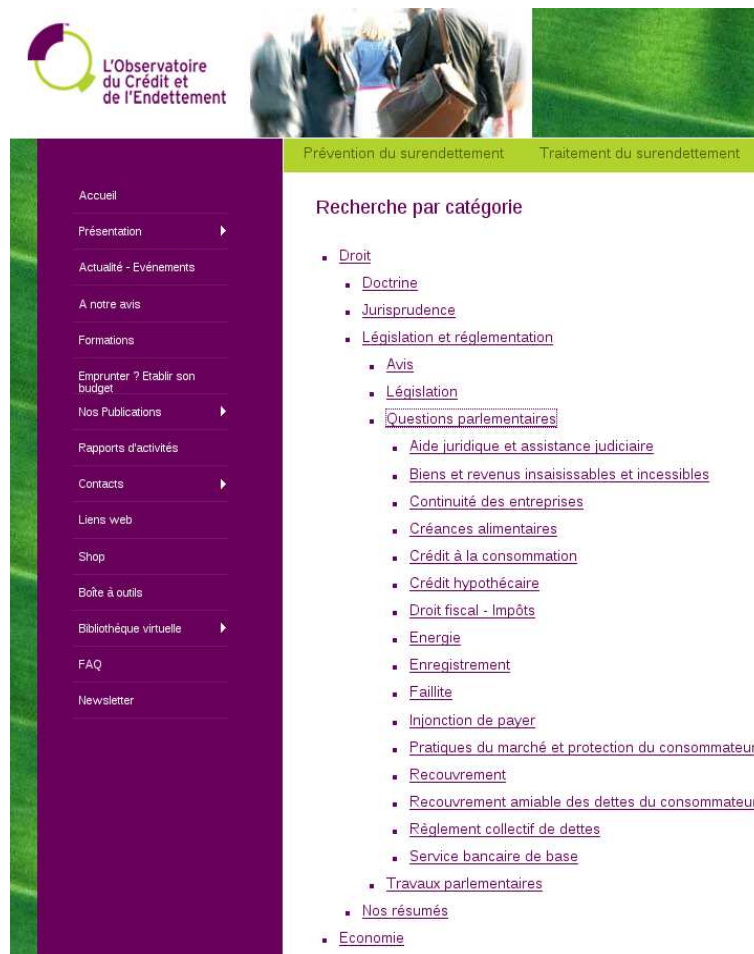 L'Observatoire
du Crédit et
de l'Endettement
Prévention du surendettement
Traitement du surendettement
Accueil
Présentation
Actualité - Evénements
A notre avis
Formations
Emprunter ? Etablir son
budget
Nos Publications
Rapports d'activités
Contacts
Liens web
Shop
Boîte à outils
Bibliothéque virtuelle
FAQ
Newsletter
Recherche par catégorie
Droit
Doctrine
Jurisprudence
Législation et réglementation
Avis
Législation
Questions parlementaires
Aide juridique et assistance judiciaire
Biens et revenus insaisissables et incessibles
Continuité des entreprises
Créances alimentaires
Crédit à la consommation
Crédit hypothécaire
Droit fiscal - Impôts
Energie
Enregistrement
Faillite
Injonction de payer
Pratiques du marché et protection du consommateur
Recouvrement
Recouvrement amiable des dettes du consommateur
Règlement collectif de dettes
Service bancaire de base
Travaux parlementaires
Nos résumés
Economie